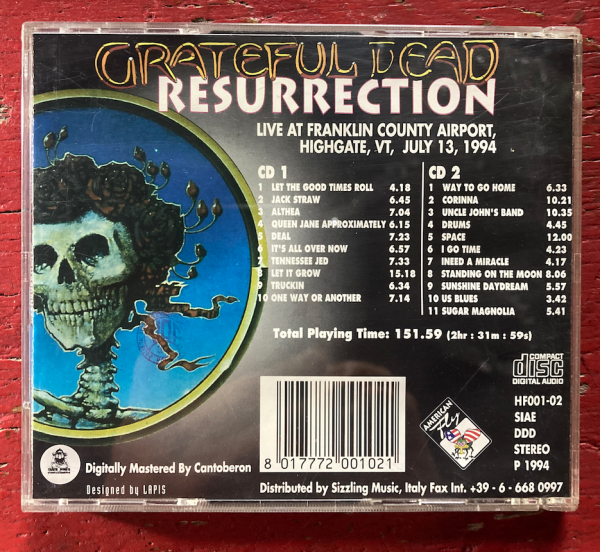 GRATEFUL DEAD
RESURRECTION
LIVE AT FRANKLIN COUNTY AIRPORT,
HIGHGATE, VT, JULY 13, 1994
CD 1
1 LET THE GOOD TIMES ROLL 4.18
2 JACK STRAW 6.45
3 ALTHEA 7.04
4 QUEEN JANE APPROXIMATELY 6.15
5 DEAL 7.23
6 IT'S ALL OVER NOW 6.57
7 TENNESSEE JED 7.33
8 LET IT GROW 15.18
9 TRUCKIN 6.34
10 ONE WAY OR ANOTHER 7.14
CD 2
1 WAY TO GO HOME 6.33
2 CORINNA 10.21
3 UNCLE JOHN'S BAND 10.35
4 DRUMS 4.45
5 SPACE 12.00
6 I GO TIME 4.23
7 INEED A MIRACLE 4.17
8 STANDING ON THE MOON 8.06
9 SUNSHINE DAYDREAM 5.57
10 US BLUES 3.42
11 SUGAR MAGNOLIA 5.41
Total Playing Time: 151.59 (2hr : 31m : 59s)
COMPACT
disc
DIGITAL AUDIO
AMERICAN
Fly
HF001-02
SIAE
DDD
STEREO
P 1994
8 017772 001021
Digitally Mastered By Cantoberon
Designed by LAPIS
Distributed by Sizzling Music, Italy Fax Int. +39 - 6 - 668 0997